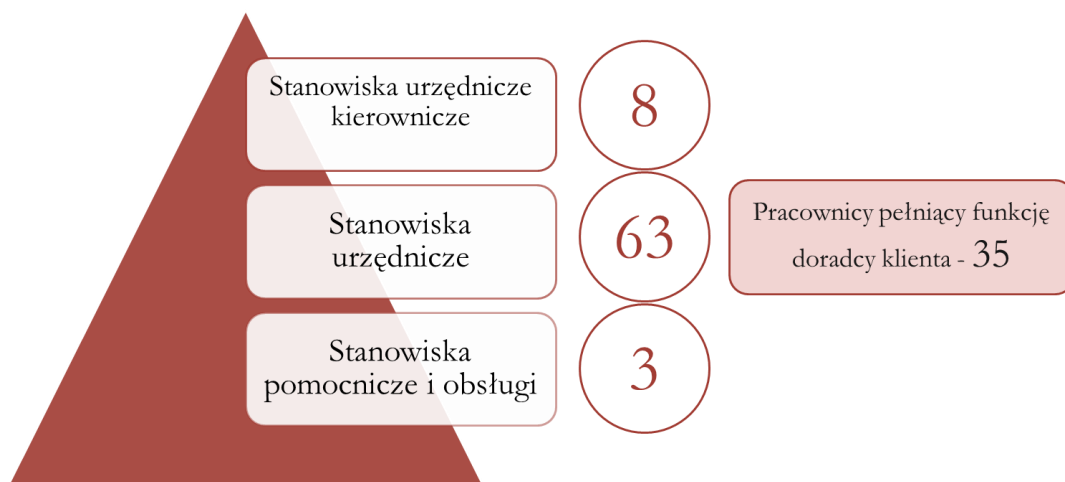 Stanowiska urzędnicze
kierownicze
8
Stanowiska
urzędnicze
63
Pracownicy pełniący funkcję
doradcy klienta - 35
Stanowiska
pomocnicze i obsługi
3